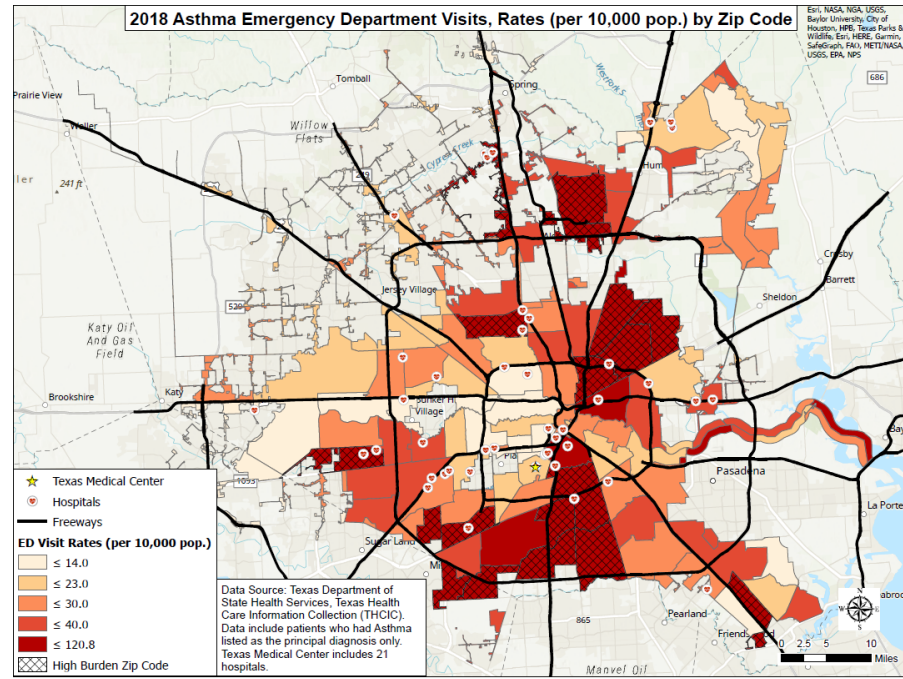 2018 Asthma Emergency Department Visits, Rates (per 10,000 pop.) by Zip Code
Esri, NASA, NGA, USGS,
Baylor University, City of
Houston, HPB, Texas Parks &
Wildlife, Esri, HERE, Garmin,
SafeGraph, FAO, METI/NASA,
USGS, EPA, NPS
Tomball
Spring
686
Prairie View
Waller
Willow
Flats
Cypress Creek
241 ft
Hum
Crosby
Barrett
Sheldon
Jersey Village
529
Katy Oil
And Gas
Field
Katy
Brookshire
Bunker H
Village
Pla
Pasadena
1093
La Porte
Sugar Land
865
Pearland
Manvel Oil
Texas Medical Center
Hospitals
Freeways
ED Visit Rates (per 10,000 pop.)
≤ 14.0
≤ 23.0
≤ 30.0
≤ 40.0
≤ 120.8
High Burden Zip Code
Data Source: Texas Department of
State Health Services, Texas Health
Care Information Collection (THCIC).
Data include patients who had Asthma
listed as the principal diagnosis only.
Texas Medical Center includes 21
hospitals.
N
W
E
S
0 2.5 5 10
Miles